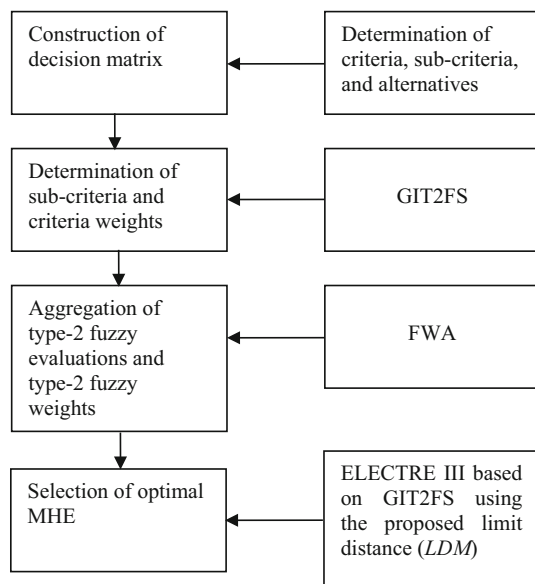 Construction of
decision matrix
Determination of
criteria, sub-criteria,
and alternatives
Determination of
sub-criteria and
criteria weights
GIT2FS
Aggregation of
type-2 fuzzy
evaluations and
type-2 fuzzy
weights
FWA
Selection of optimal
MHE
ELECTRE III based
on GIT2FS using
the proposed limit
distance (LDM)